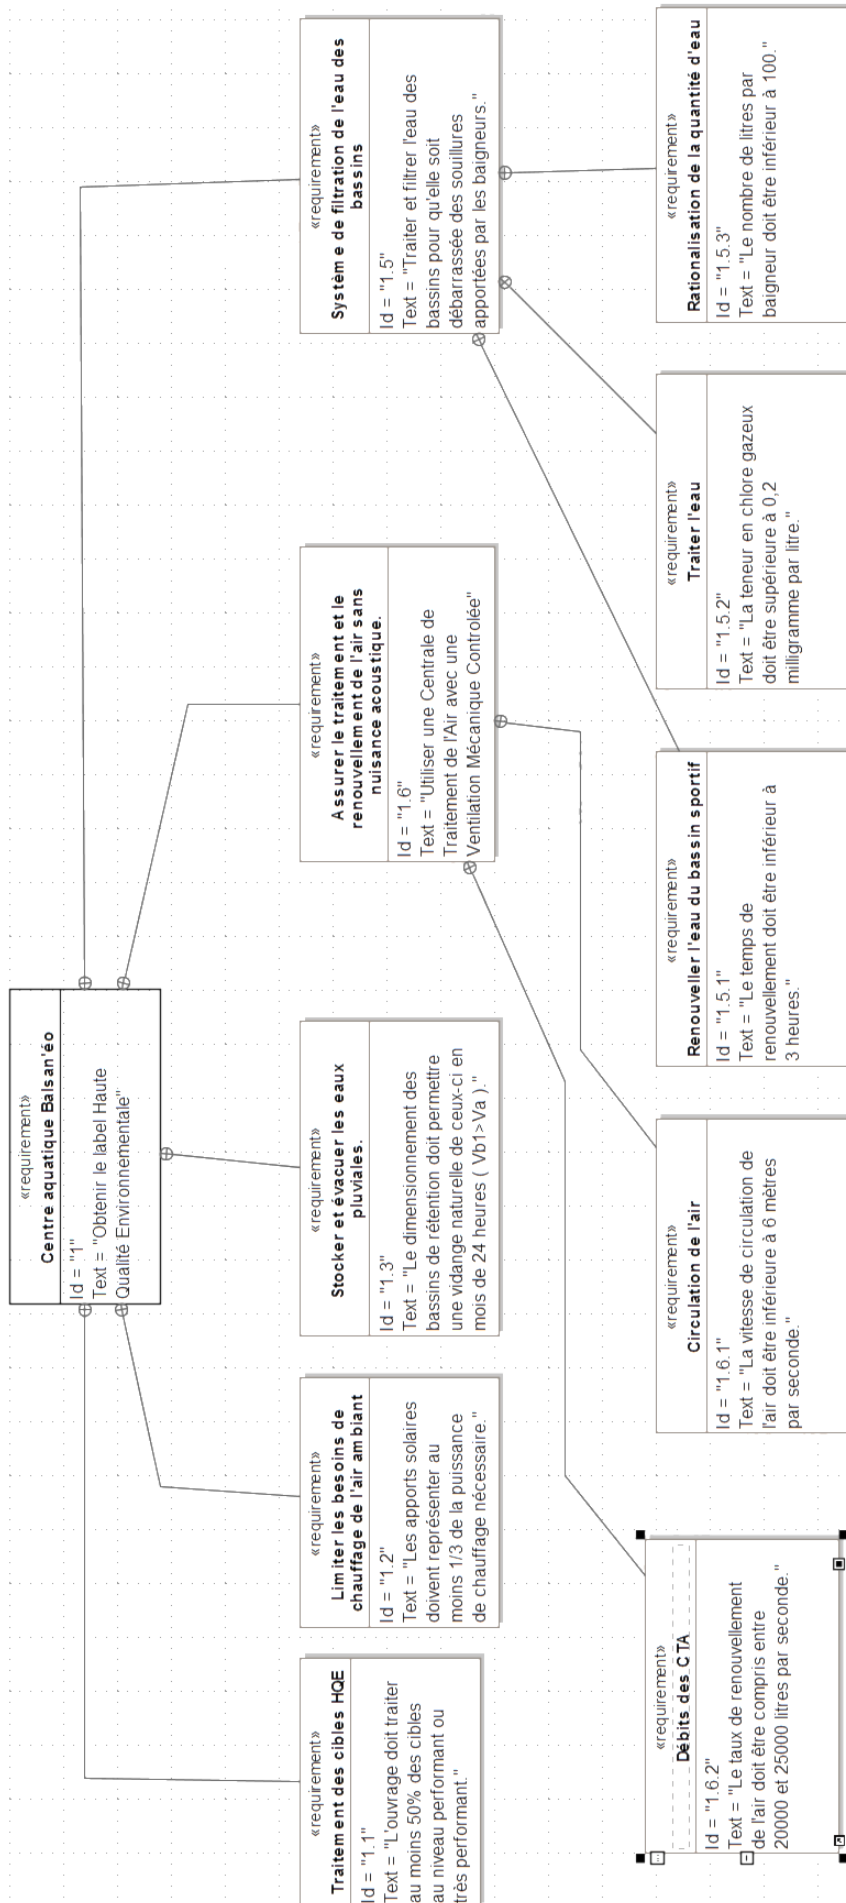 «requirement»
Centre aquatique Balsan'éo
Id = "1"
Text = "Obtenir le label Haute
Qualité Environnementale"
«requirement»
Traitement des cibles HQE
Id = "1.1"
Text = "L'ouvrage doit traiter
au moins 50% des cibles
au niveau performant ou
très performant."
«requirement»
Limiter les besoins de
chauffage de l'air ambiant
Id = "1.2"
Text = "Les apports solaires
doivent représenter au
moins 1/3 de la puissance
de chauffage nécessaire."
«requirement»
Stocker et évacuer les eaux
pluviales.
Id = "1.3"
Text = "Le dimensionnement des
bassins de rétention doit permettre
une vidange naturelle de ceux-ci en
mois de 24 heures ( Vb1>Va )."
«requirement»
Assurer le traitement et le
renouvellement de l'air sans
nuisance acoustique.
Id = "1.6"
Text = "Utiliser une Centrale de
Traitement de l'Air avec une
Ventilation Mécanique Controlée"
«requirement»
Système de filtration de l'eau des
bassins
Id = "1.5"
Text = "Traiter et filtrer l'eau des
bassins pour qu'elle soit
débarrassée des souillures
apportées par les baigneurs."
«requirement»
Débits des CTA
Id = "1.6.2"
Text = "Le taux de renouvellement
de l'air doit être compris entre
20000 et 25000 litres par seconde."
«requirement»
Circulation de l'air
Id = "1.6.1"
Text = "La vitesse de circulation de
l'air doit être inférieure à 6 mètres
par seconde."
«requirement»
Renouveller l'eau du bassin sportif
Id = "1.5.1"
Text = "Le temps de
renouvellement doit être inférieur à
3 heures."
«requirement»
Traiter l'eau
Id = "1.5.2"
Text = "La teneur en chlore gazeux
doit être supérieure à 0,2
milligramme par litre."
«requirement»
Rationalisation de la quantité d'eau
Id = "1.5.3"
Text = "Le nombre de litres par
baigneur doit être inférieur à 100."